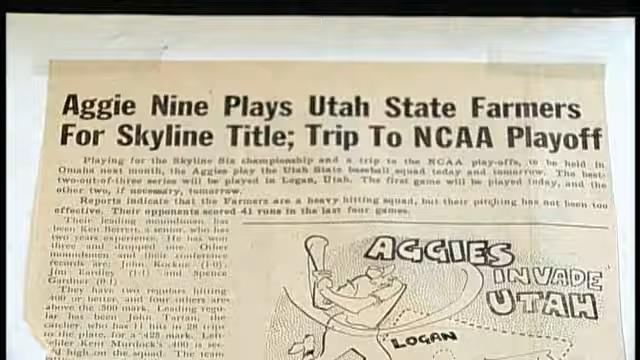 Aggie Nine Plays Utah State Farmers
For Skyline Title; Trip To NCAA Playoff
Playing for the Skyline Six championship and a trip to the NCAA play-offs, to be held in
Omaha next month, the Aggies play the Utah State baseball squad today and tomorrow. The best-
two-out-of-three series will be played in Logan, Utah. The first game will be played today, and the
other two, if necessary, tomorrow.
Reports indicate that the Farmers are a heavy hitting squad, but their pitching has not been too
effective. Their opponents scored 41 runs in the last four games.
Their leading moundsman has
been Ken Berrett, a senior, who has
two years experience. He has won
three and dropped one. Other
moundsmen and their conference
records are: John (1-0);
Jim Eardley (1-1) and Spence
Gardner (0-1)
They have two regulars hitting
.400 or better, and four others are
above the .300 mark. Leading regu-
lar has been John Tartan,
catcher, who has 11 hits in 28 trips
to the plate, for a .428 mark. Left-
elder Ken Murdock's .400 is sec-
d high on the squad. The team
AGGIES
INVADE
UTAH
LOGAN